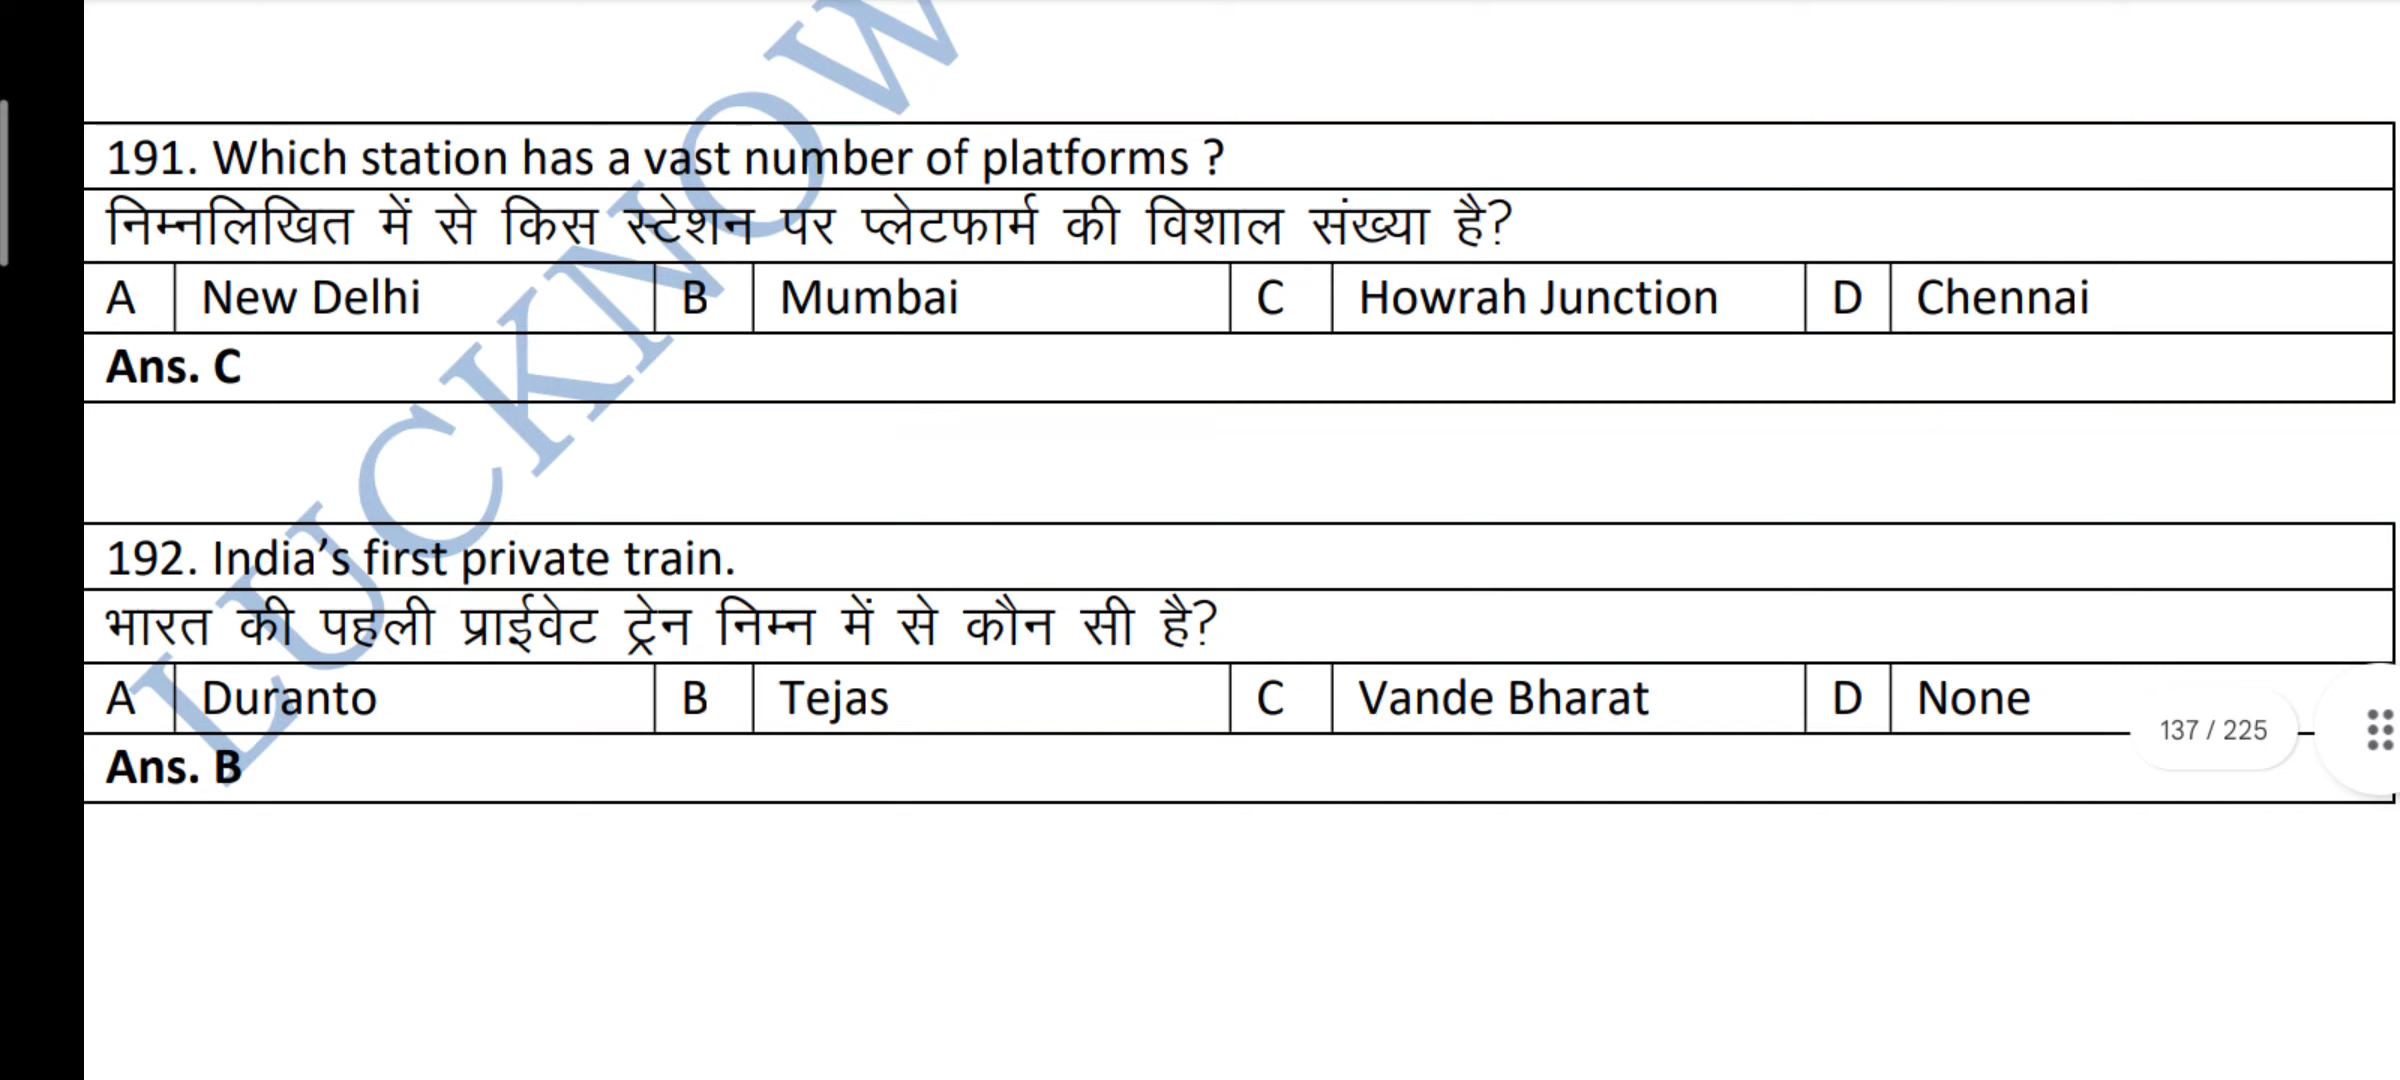 LUCKNOW
191. Which station has a vast number of platforms ?
निम्नलिखित में से किस स्टेशन पर प्लेटफार्म की विशाल संख्या है?
A New Delhi B Mumbai C Howrah Junction D Chennai
Ans. C
192. India’s first private train.
भारत की पहली प्राईवेट ट्रेन निम्न में से कौन सी है?
A Duranto B Tejas C Vande Bharat D None
137 / 225
Ans. B